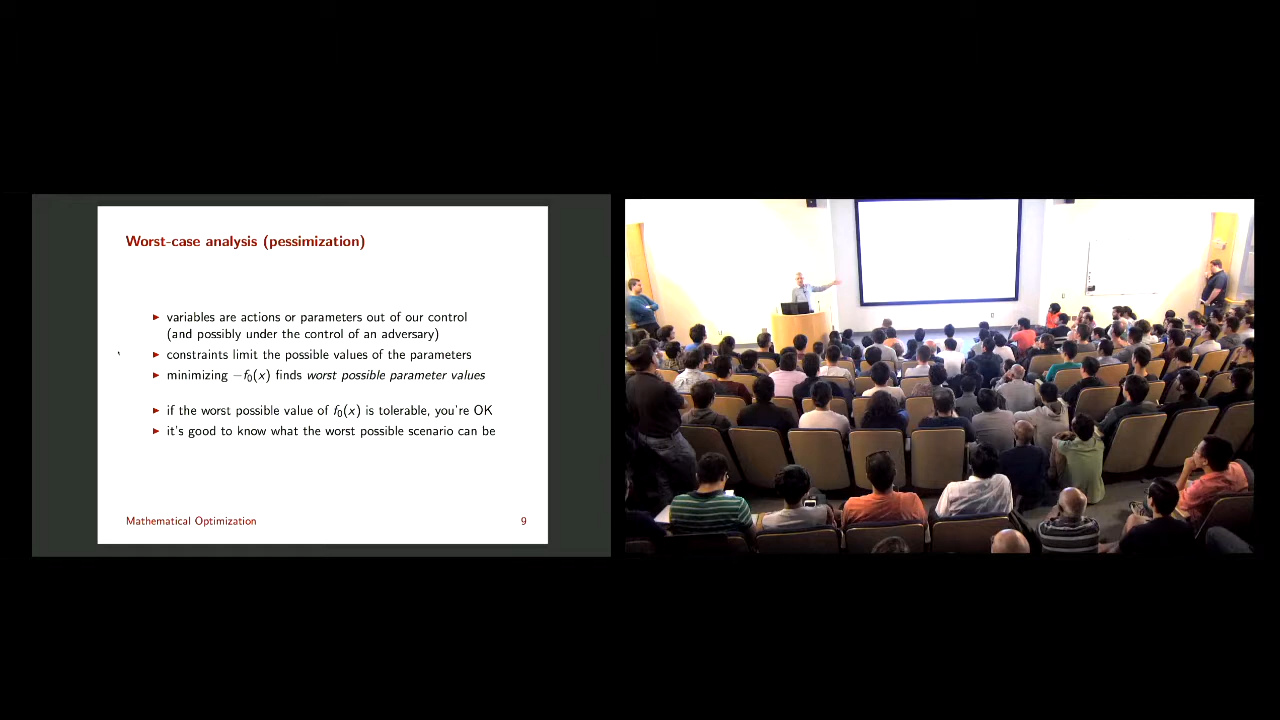 Worst-case analysis (pessimization)
▶ variables are actions or parameters out of our control
(and possibly under the control of an adversary)
▶ constraints limit the possible values of the parameters
▶ minimizing −f₀(x) finds worst possible parameter values
▶ if the worst possible value of f₀(x) is tolerable, you're OK
▶ it's good to know what the worst possible scenario can be
Mathematical Optimization 9